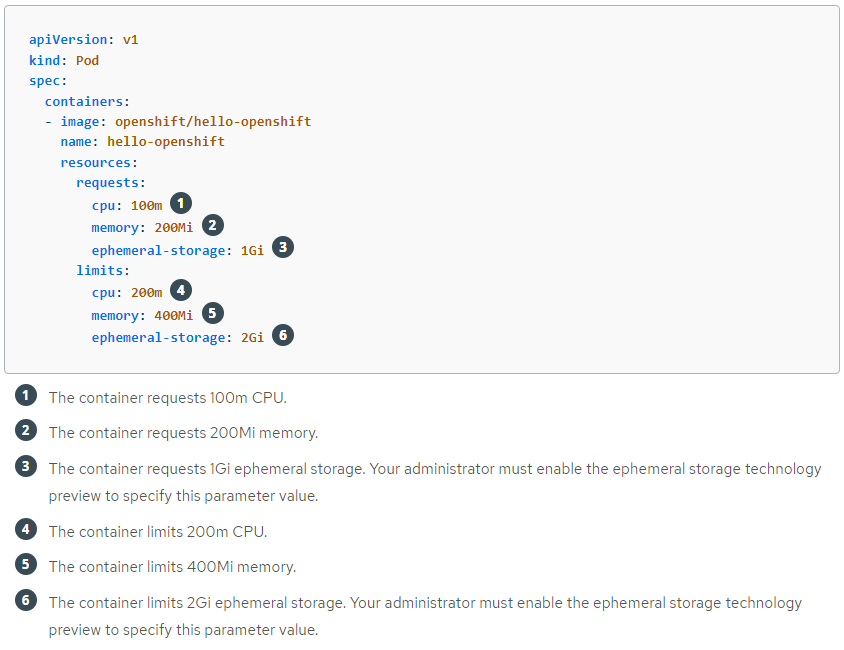 apiVersion: v1
kind: Pod
spec:
  containers:
  - image: openshift/hello-openshift
    name: hello-openshift
    resources:
      requests:
        cpu: 100m 1
        memory: 200Mi 2
        ephemeral-storage: 1Gi 3
      limits:
        cpu: 200m 4
        memory: 400Mi 5
        ephemeral-storage: 2Gi 6
1 The container requests 100m CPU.
2 The container requests 200Mi memory.
3 The container requests 1Gi ephemeral storage. Your administrator must enable the ephemeral storage technology
preview to specify this parameter value.
4 The container limits 200m CPU.
5 The container limits 400Mi memory.
6 The container limits 2Gi ephemeral storage. Your administrator must enable the ephemeral storage technology
preview to specify this parameter value.